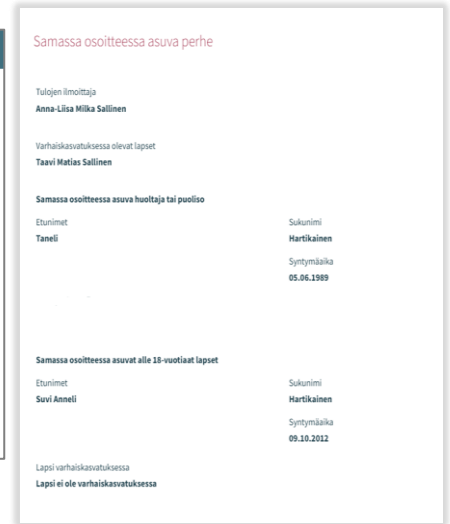 Samassa osoitteessa asuva perhe
Tulojen ilmoittaja
Anna-Liisa Milka Sallinen
Varhaiskasvatuksessa olevat lapset
Taavi Matias Sallinen
Samassa osoitteessa asuva huoltaja tai puoliso
Etunimet
Sukunimi
Taneli
Hartikainen
Syntymäaika
05.06.1989
Samassa osoitteessa asuvat alle 18-vuotiaat lapset
Etunimet
Sukunimi
Suvi Anneli
Hartikainen
Syntymäaika
09.10.2012
Lapsi varhaiskasvatuksessa
Lapsi ei ole varhaiskasvatuksessa